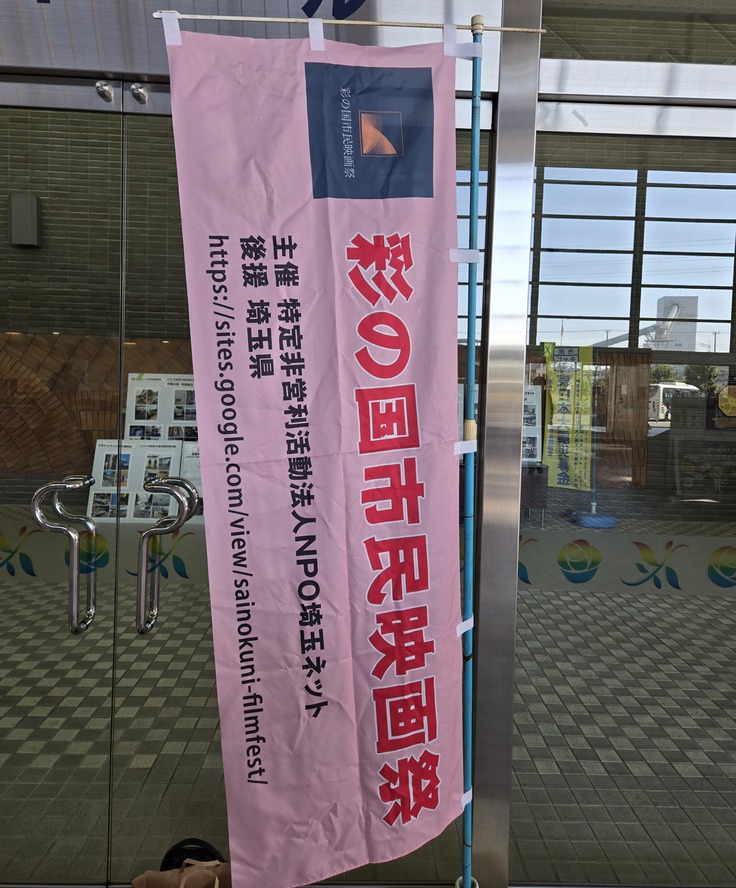 彩の国市民映画祭
彩の国市民映画祭
主催 特定非営利活動法人NPO埼玉ネット
後援 埼玉県
https://sites.google.com/view/sainokuni-filmfest/